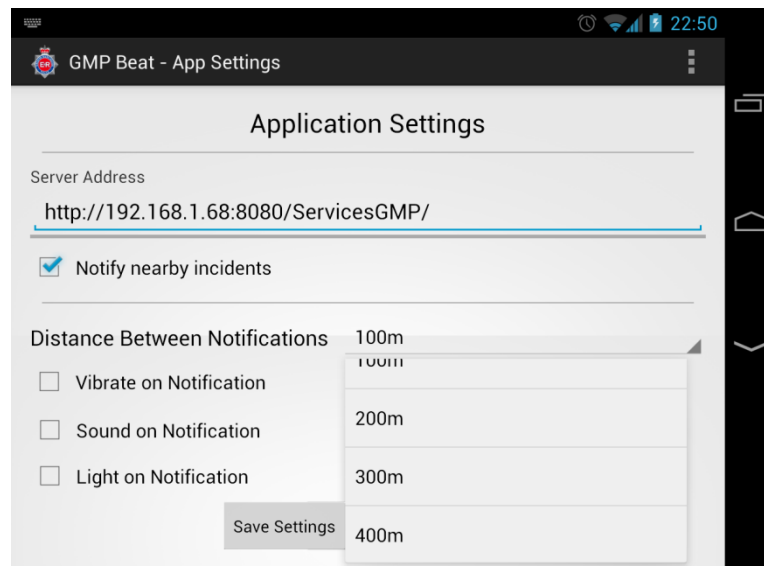 22:50
GMP Beat - App Settings
Application Settings
Server Address
http://192.168.1.68:8080/ServicesGMP/
Notify nearby incidents
Distance Between Notifications 100m
100m
Vibrate on Notification
200m
Sound on Notification
300m
Light on Notification
Save Settings
400m